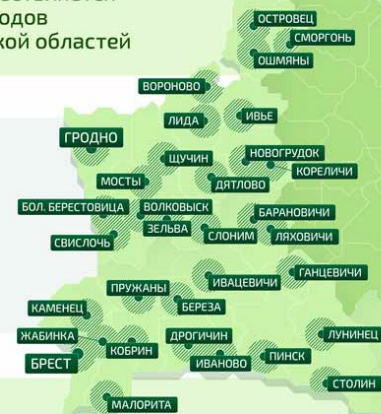 одов
кой областей
ОСТРОВЕЦ
СМОРГОНЬ
ОШМЯНЫ
ВОРОНОВО
ЛИДА
ИВЬЕ
ГРОДНО
ЩУЧИН
НОВОГРУДОК
КОРЕЛИЧИ
МОСТЫ
ДЯТЛОВО
БОЛ. БЕРЕСТОВИЦА
ВОЛКОВЫСК
БАРАНОВИЧИ
ЗЕЛЬВА
СЛОНИМ
ЛЯХОВИЧИ
СВИСЛОЧЬ
ГАНЦЕВИЧИ
ИВАЦЕВИЧИ
ПРУЖАНЫ
БЕРЕЗА
КАМЕНЕЦ
ЖАБИНКА
ДРОГИЧИН
ЛУНИНЕЦ
КОБРИН
БРЕСТ
ИВАНОВО
ПИНСК
СТОЛИН
МАЛОРИТА